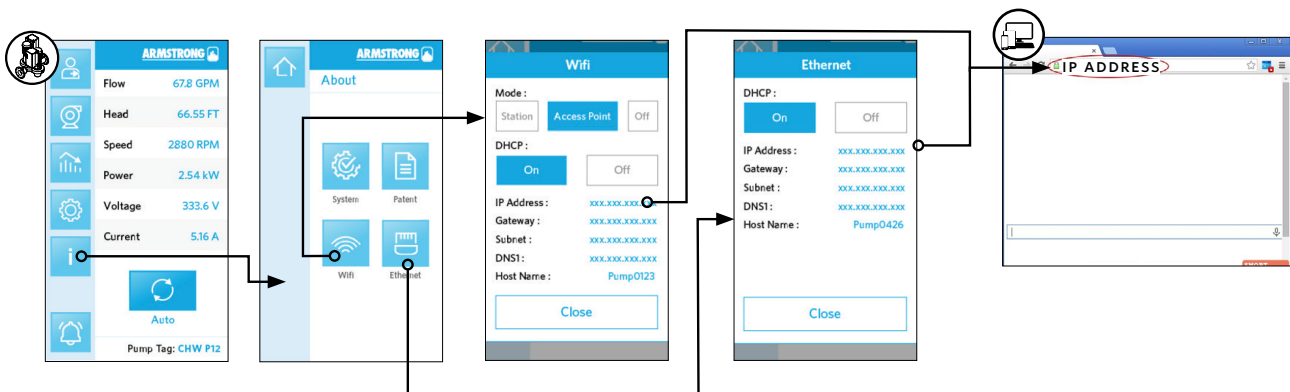 ARMSTRONG
Flow 67.8 GPM
Head 66.55 FT
Speed 2880 RPM
Power 2.54 kW
Voltage 333.6 V
Current 5.16 A
i
Auto
Pump Tag: CHW P12
ARMSTRONG
About
System Patent
Wifi Ethernet
Wifi
Mode :
Station Access Point Off
DHCP :
On Off
IP Address : xxx.xxx.xxx.xxx
Gateway : xxx.xxx.xxx.xxx
Subnet : xxx.xxx.xxx.xxx
DNS1: xxx.xxx.xxx.xxx
Host Name : Pump0123
Close
Ethernet
DHCP :
On Off
IP Address : xxx.xxx.xxx.xxx
Gateway : xxx.xxx.xxx.xxx
Subnet : xxx.xxx.xxx.xxx
DNS1: xxx.xxx.xxx.xxx
Host Name : Pump0426
Close
IP ADDRESS